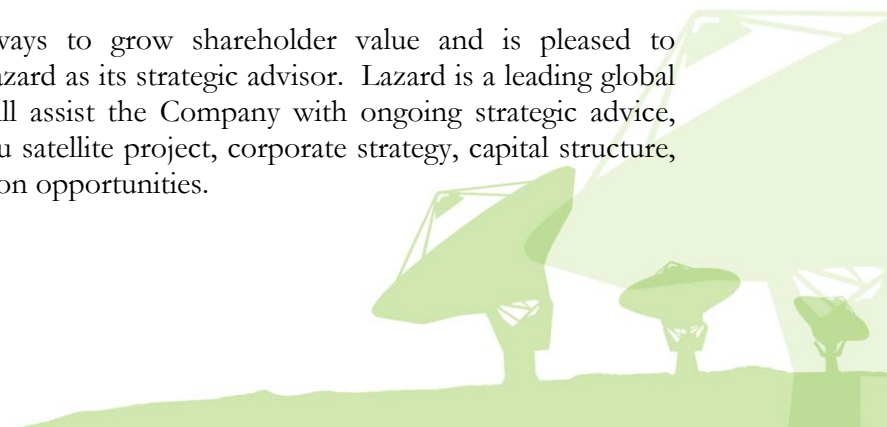 ways to grow shareholder value and is pleased to
azard as its strategic advisor. Lazard is a leading global
ll assist the Company with ongoing strategic advice,
u satellite project, corporate strategy, capital structure,
on opportunities.